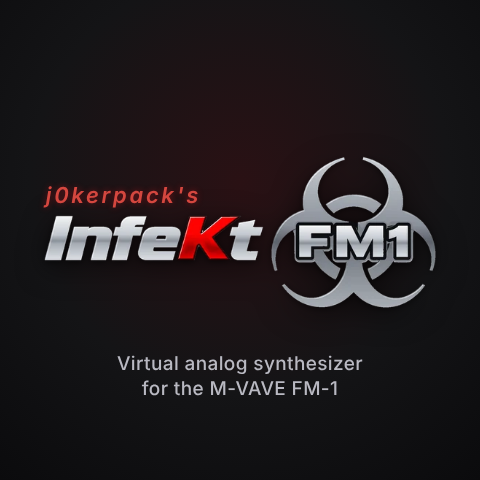 j0kerpack's
InfeKt
FM1
Virtual analog synthesizer
for the M-VAVE FM-1